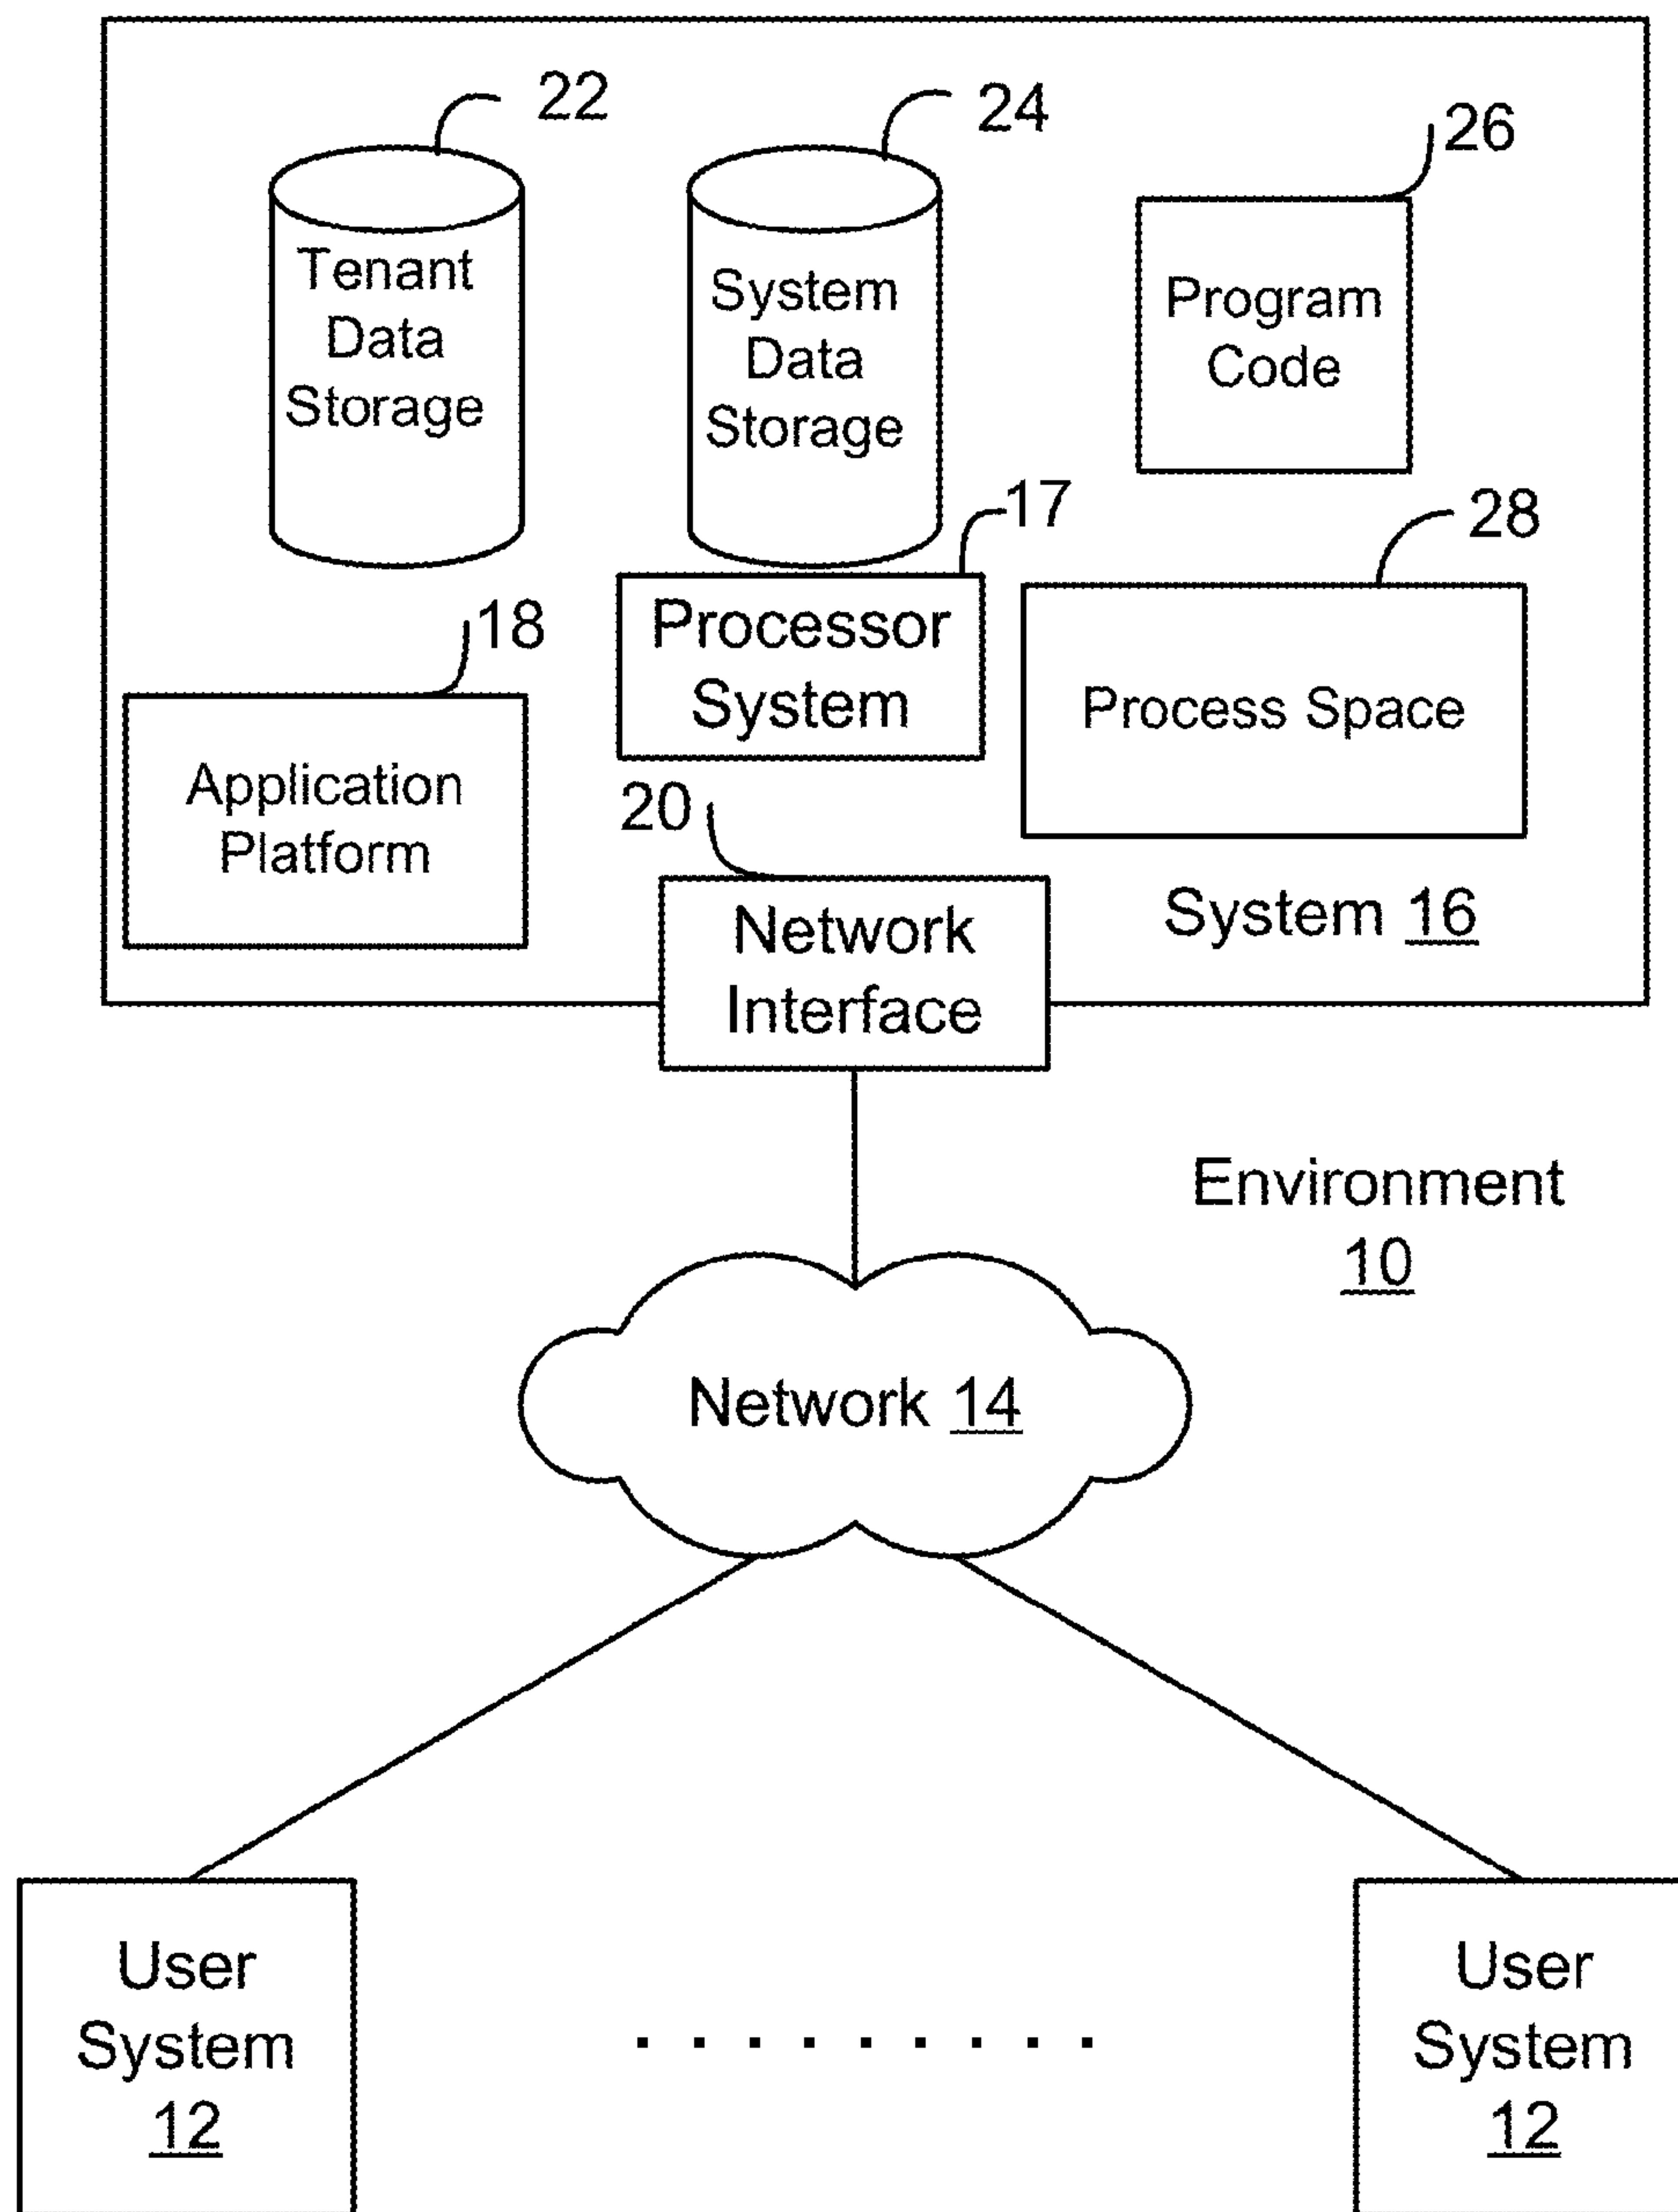 22
24
26
Tenant
Data
Storage
System
Data
Storage
Program
Code
17
28
18
Processor
System
Process Space
Application
Platform
20
Network
Interface
System 16
Environment
10
Network 14
User
System
12
. . . . . . . . .
User
System
12